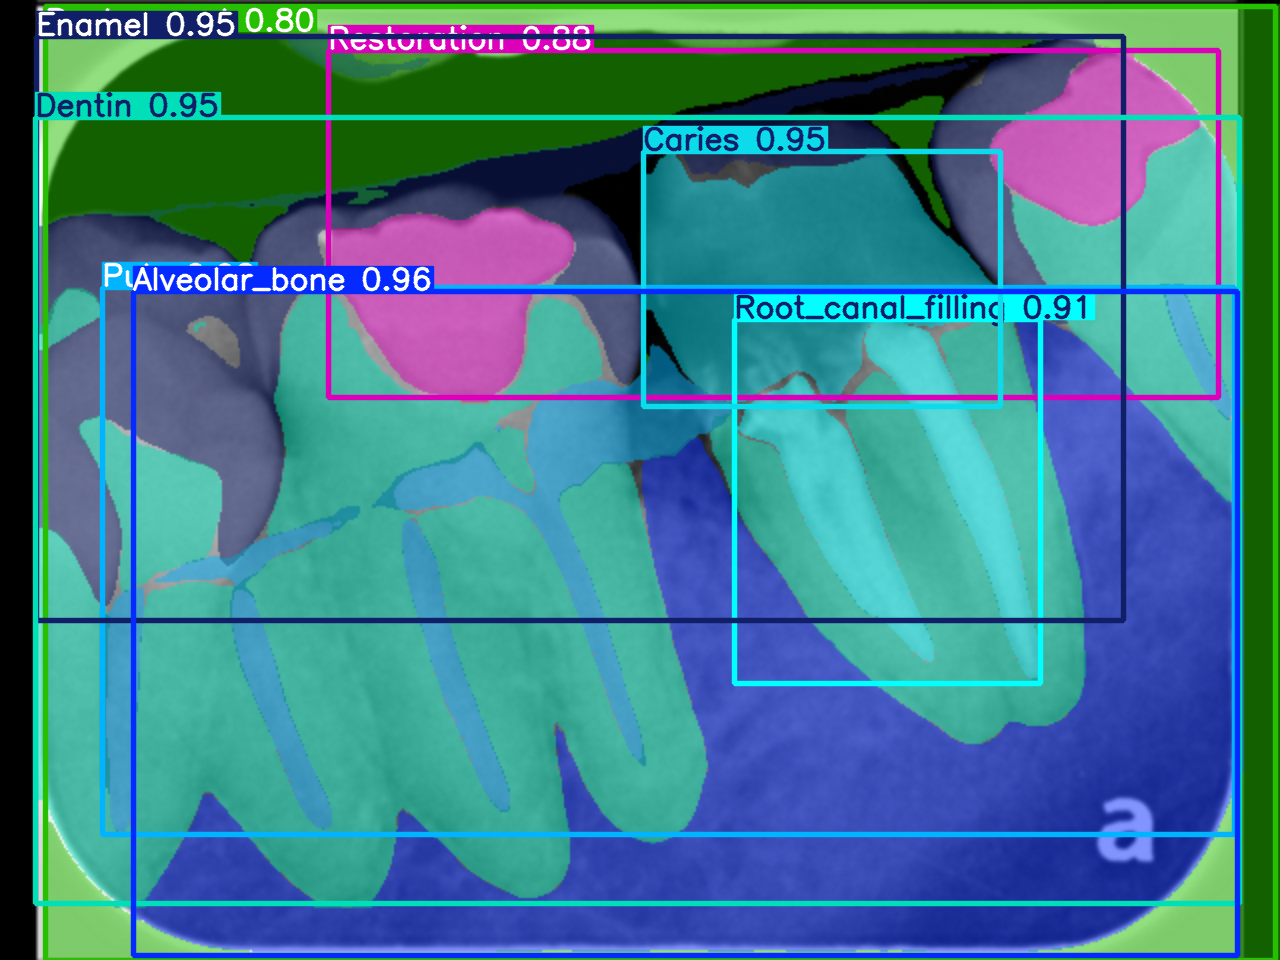 Enamel 0.95 0.80
Restoration 0.88
Dentin 0.95
Caries 0.95
Alveolar_bone 0.96
Root_canal_filling 0.91
a